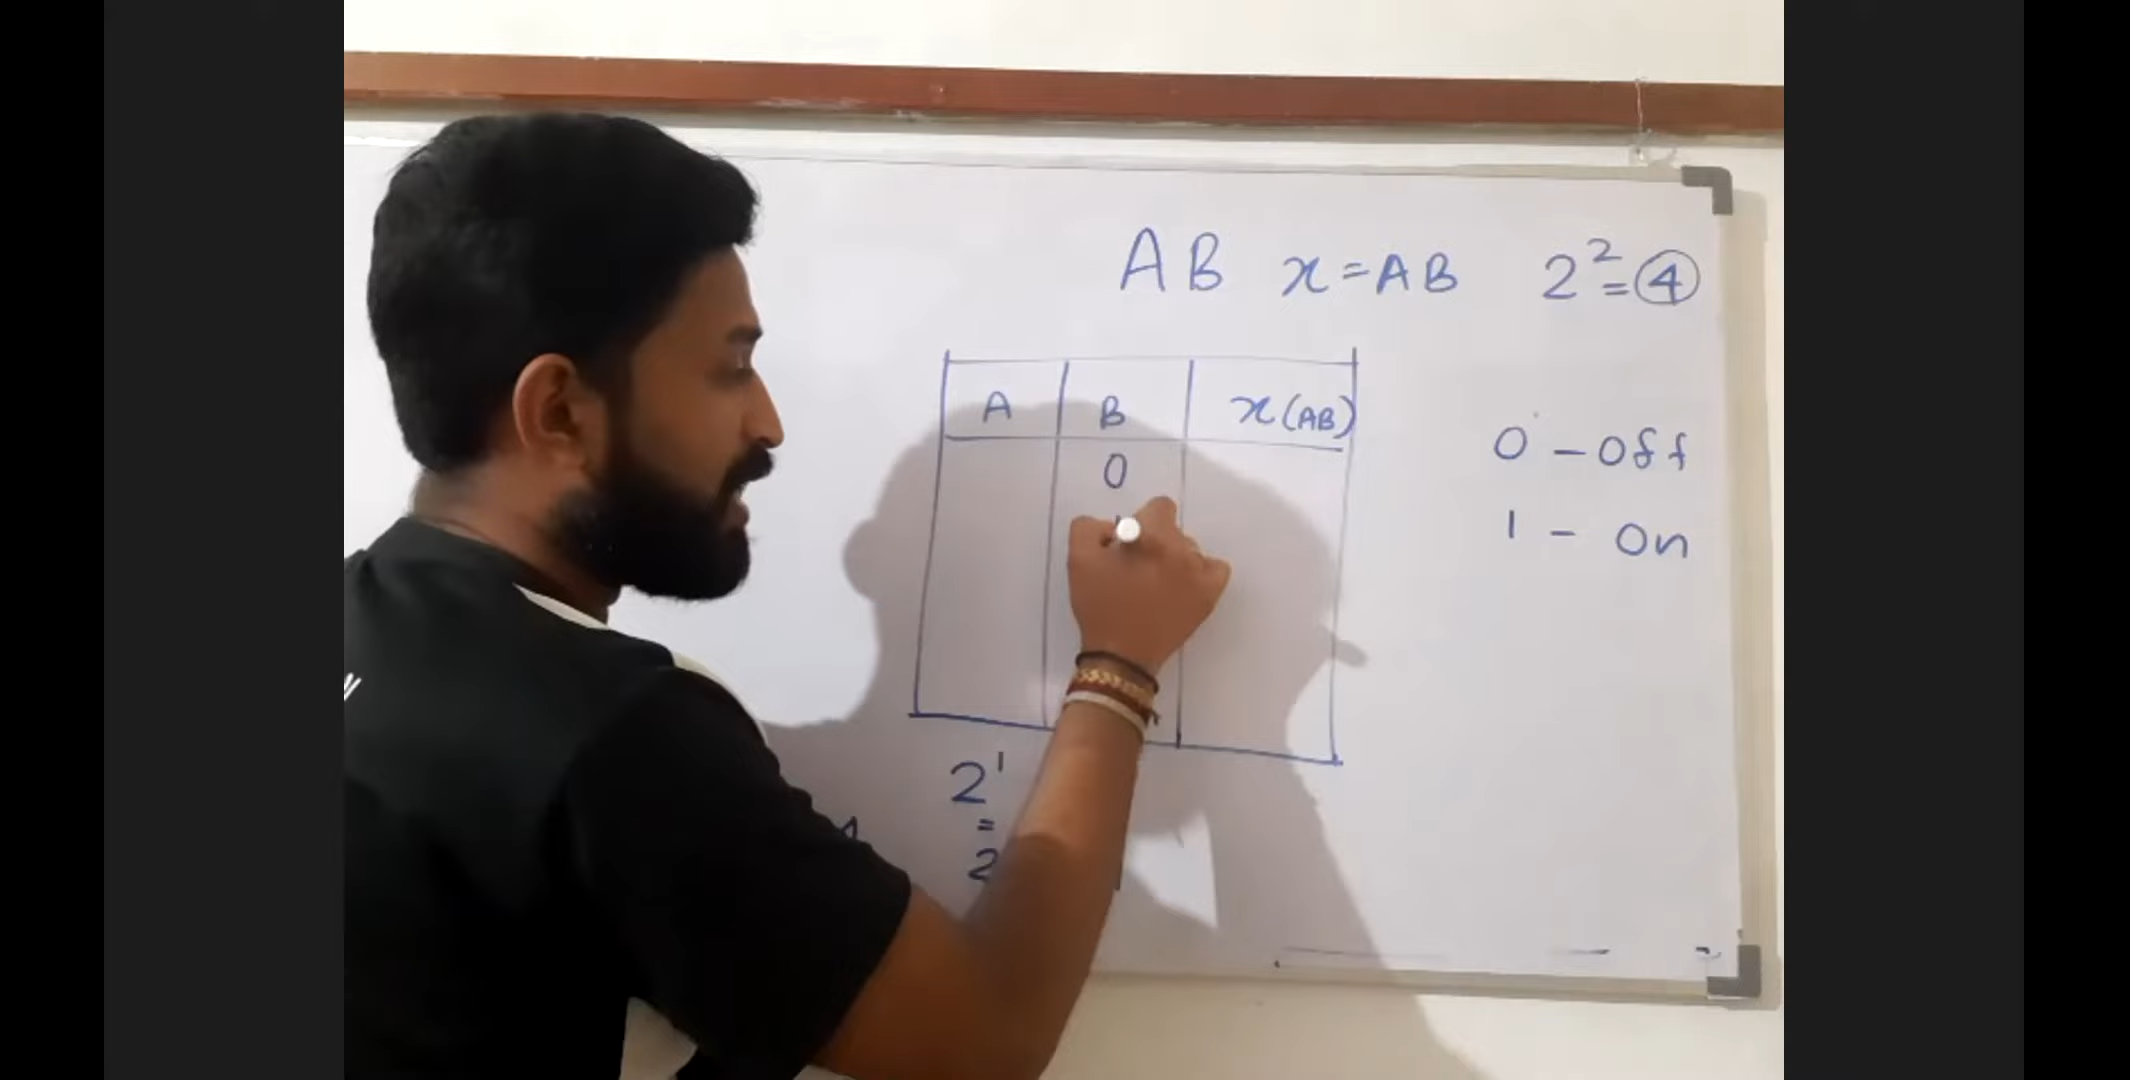 AB x=AB 2²=4
A B x(AB)
0
0 - Off
1 - On
2¹
=
2